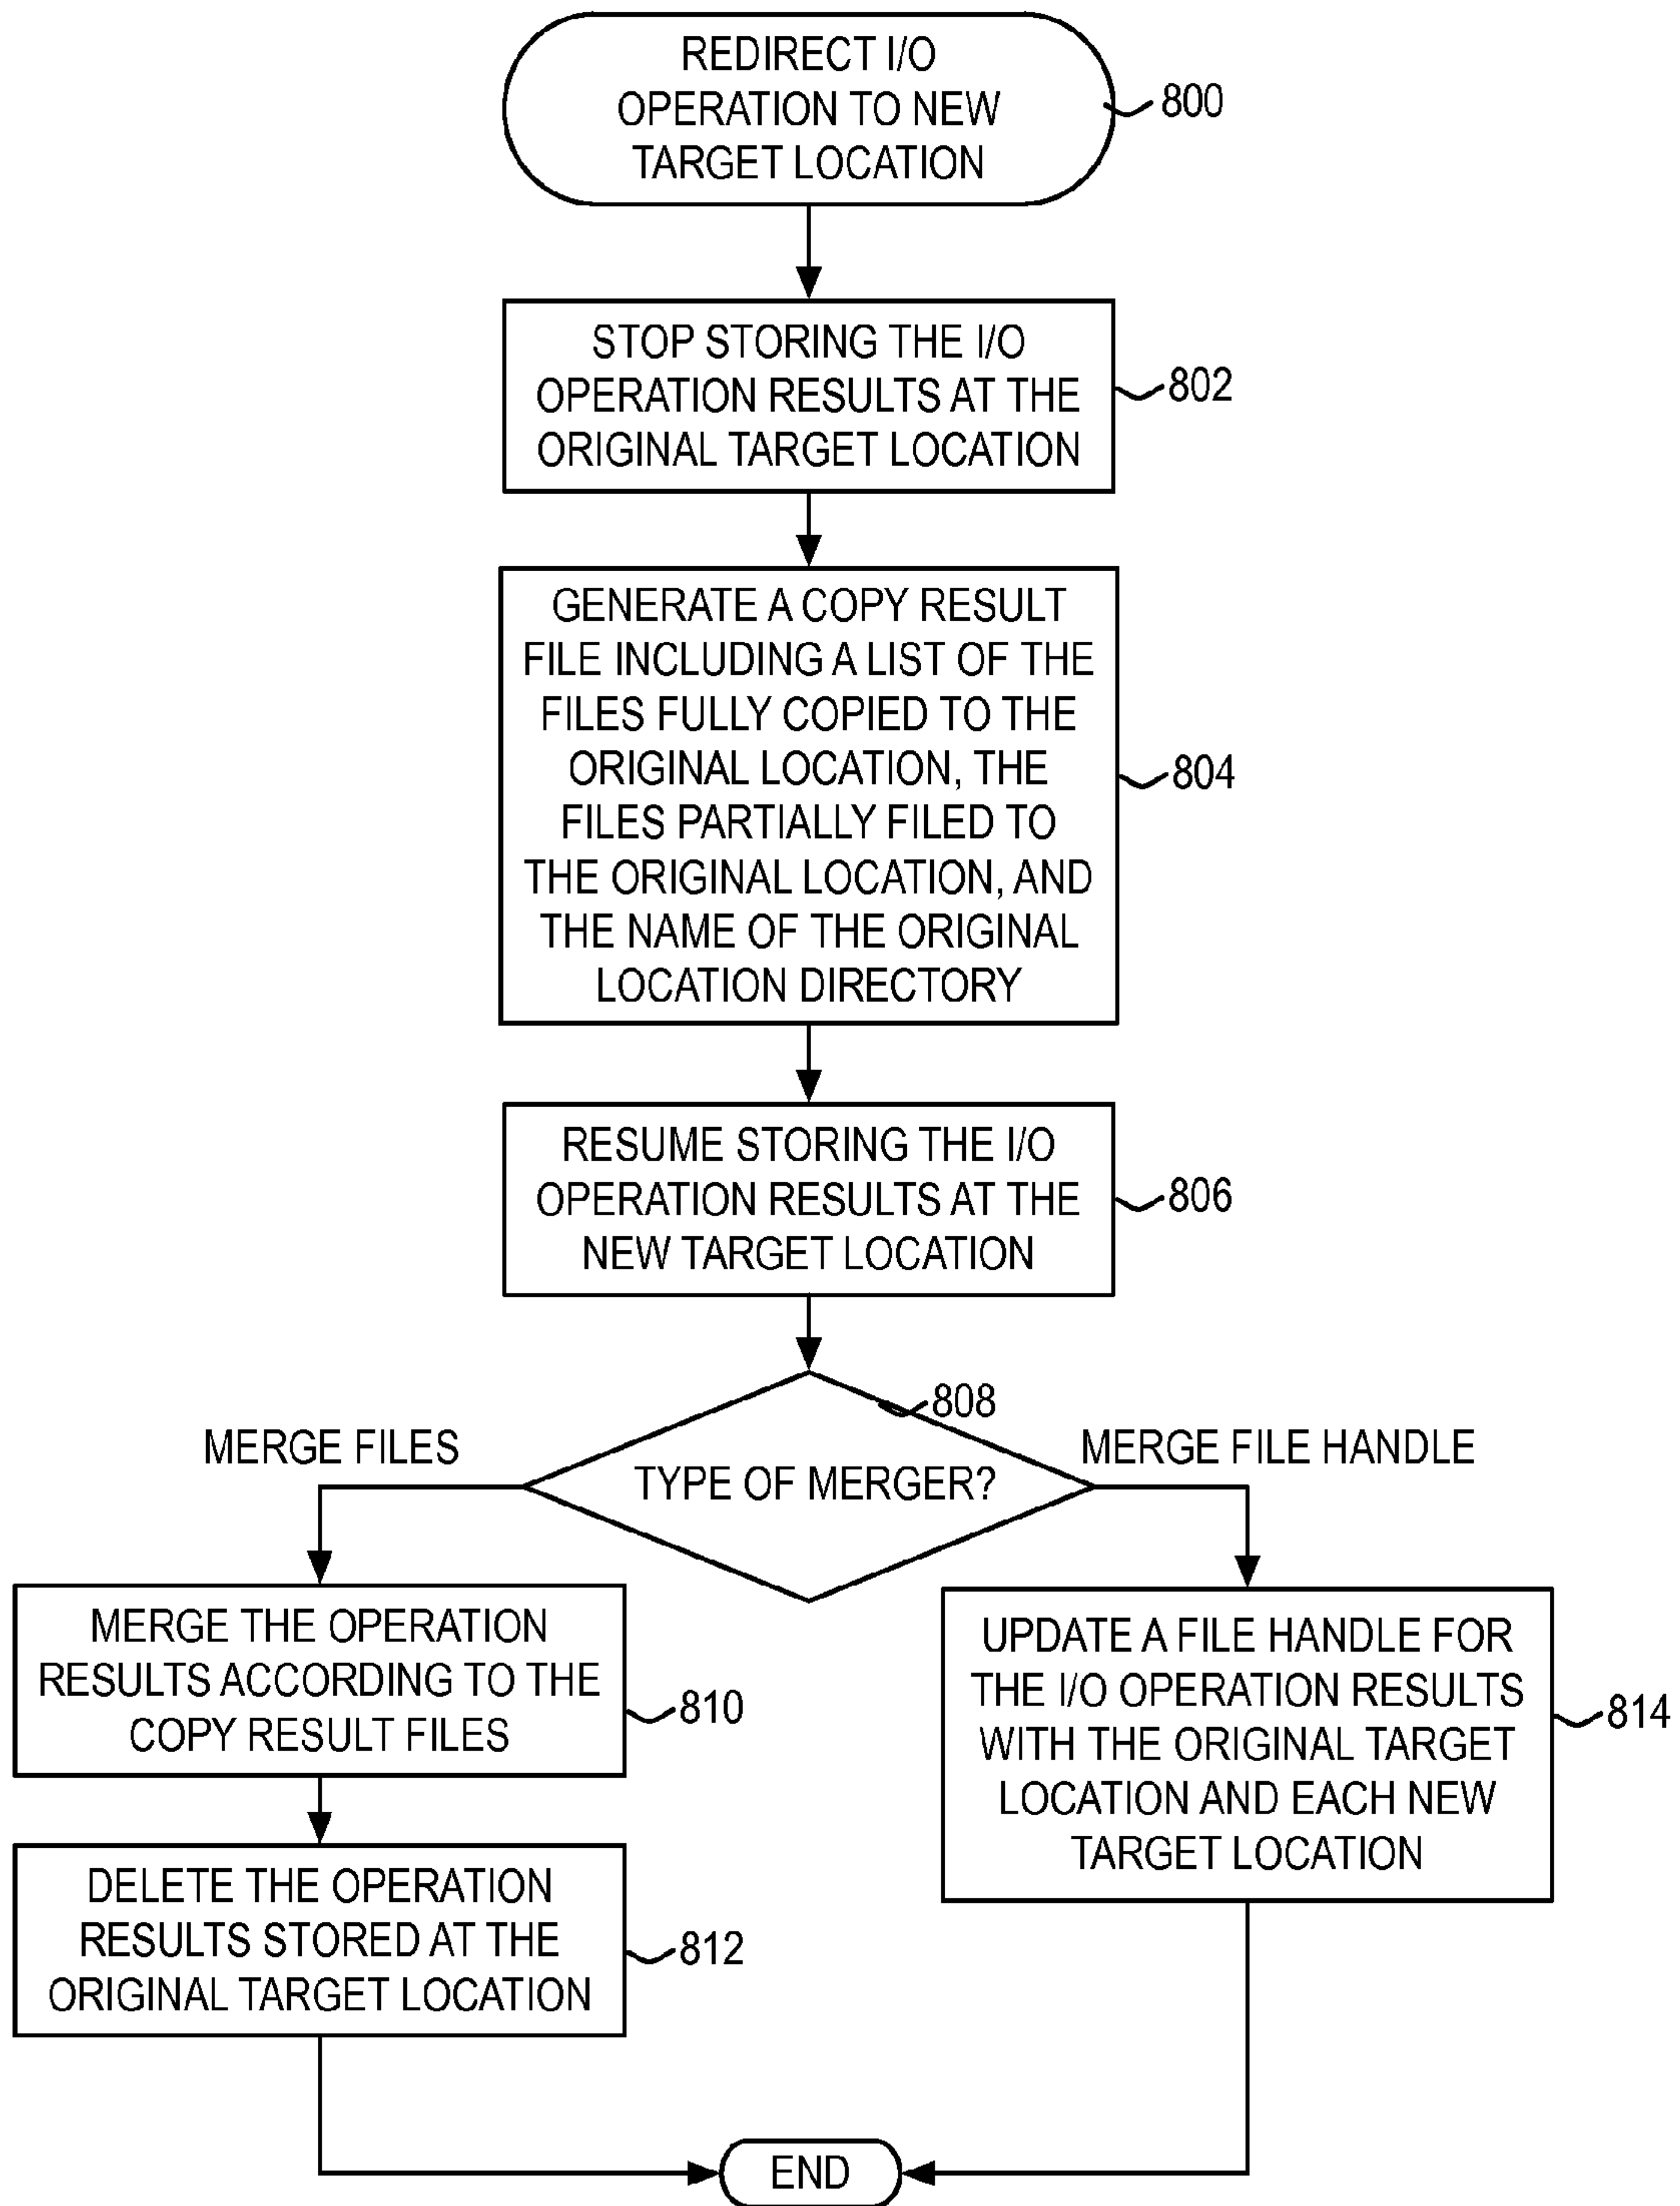 REDIRECT I/O
OPERATION TO NEW
TARGET LOCATION
800
STOP STORING THE I/O
OPERATION RESULTS AT THE
ORIGINAL TARGET LOCATION
802
GENERATE A COPY RESULT
FILE INCLUDING A LIST OF THE
FILES FULLY COPIED TO THE
ORIGINAL LOCATION, THE
FILES PARTIALLY FILED TO
THE ORIGINAL LOCATION, AND
THE NAME OF THE ORIGINAL
LOCATION DIRECTORY
804
RESUME STORING THE I/O
OPERATION RESULTS AT THE
NEW TARGET LOCATION
806
808
TYPE OF MERGER?
MERGE FILES
MERGE FILE HANDLE
MERGE THE OPERATION
RESULTS ACCORDING TO THE
COPY RESULT FILES
810
DELETE THE OPERATION
RESULTS STORED AT THE
ORIGINAL TARGET LOCATION
812
UPDATE A FILE HANDLE FOR
THE I/O OPERATION RESULTS
WITH THE ORIGINAL TARGET
LOCATION AND EACH NEW
TARGET LOCATION
814
END